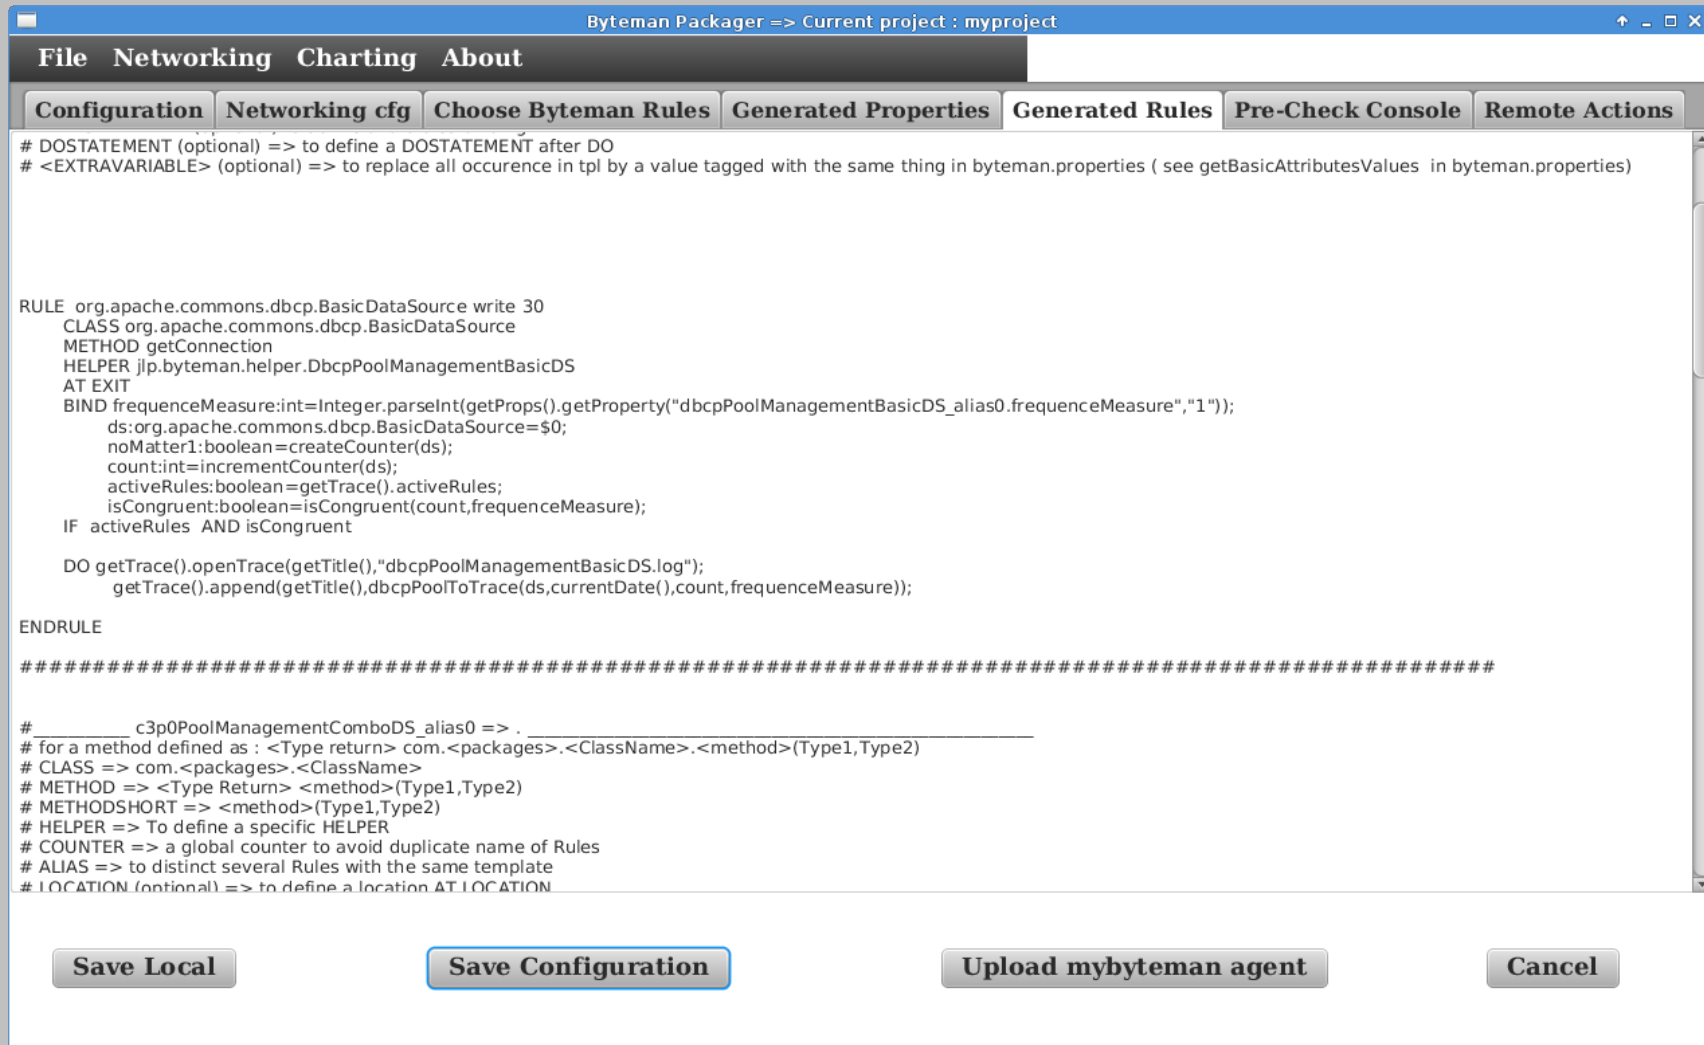 Byteman Packager => Current project : myproject
File Networking Charting About
Configuration Networking cfg Choose Byteman Rules Generated Properties Generated Rules Pre-Check Console Remote Actions
# DOSTATEMENT (optional) => to define a DOSTATEMENT after DO
# <EXTRAVARIABLE> (optional) => to replace all occurence in tpl by a value tagged with the same thing in byteman.properties ( see getBasicAttributesValues  in byteman.properties)
RULE  org.apache.commons.dbcp.BasicDataSource write 30
CLASS org.apache.commons.dbcp.BasicDataSource
METHOD getConnection
HELPER jlp.byteman.helper.DbcpPoolManagementBasicDS
AT EXIT
BIND frequenceMeasure:int=Integer.parseInt(getProps().getProperty("dbcpPoolManagementBasicDS_alias0.frequenceMeasure","1"));
ds:org.apache.commons.dbcp.BasicDataSource=$0;
noMatter1:boolean=createCounter(ds);
count:int=incrementCounter(ds);
activeRules:boolean=getTrace().activeRules;
isCongruent:boolean=isCongruent(count,frequenceMeasure);
IF  activeRules  AND isCongruent
DO getTrace().openTrace(getTitle(),"dbcpPoolManagementBasicDS.log");
getTrace().append(getTitle(),dbcpPoolToTrace(ds,currentDate(),count,frequenceMeasure));
ENDRULE
####################################################################################################
#__________ c3p0PoolManagementComboDS_alias0 => . _____________________________________________________
# for a method defined as : <Type return> com.<packages>.<ClassName>.<method>(Type1,Type2)
# CLASS => com.<packages>.<ClassName>
# METHOD => <Type Return> <method>(Type1,Type2)
# METHODSHORT => <method>(Type1,Type2)
# HELPER => To define a specific HELPER
# COUNTER => a global counter to avoid duplicate name of Rules
# ALIAS => to distinct several Rules with the same template
# LOCATION (optional) => to define a location AT LOCATION
Save Local Save Configuration Upload mybyteman agent Cancel